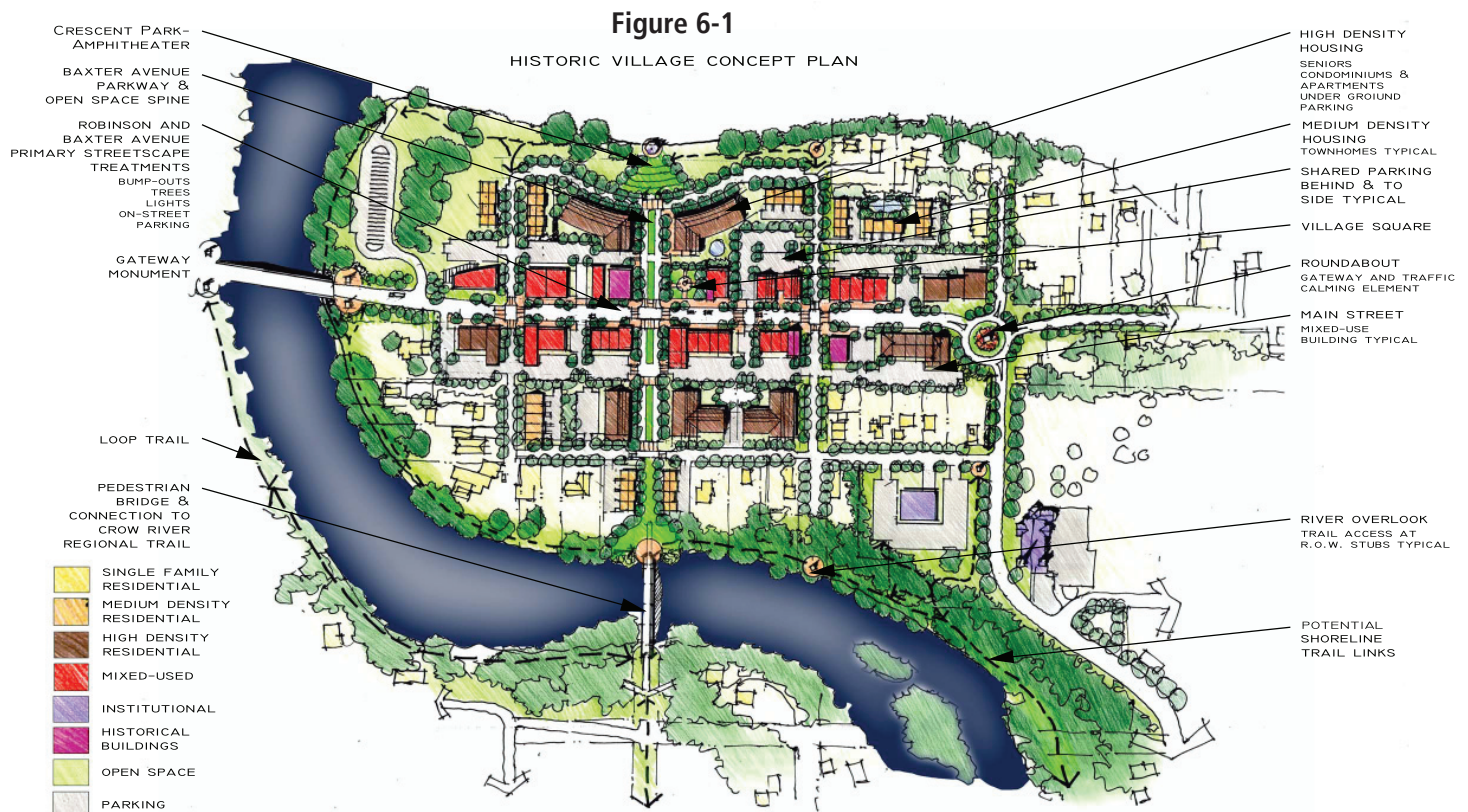 Figure 6-1
HISTORIC VILLAGE CONCEPT PLAN
CRESCENT PARK-
AMPHITHEATER
BAXTER AVENUE
PARKWAY &
OPEN SPACE SPINE
ROBINSON AND
BAXTER AVENUE
PRIMARY STREETSCAPE
TREATMENTS
BUMP-OUTS
TREES
LIGHTS
ON-STREET
PARKING
GATEWAY
MONUMENT
LOOP TRAIL
PEDESTRIAN
BRIDGE &
CONNECTION TO
CROW RIVER
REGIONAL TRAIL
SINGLE FAMILY
RESIDENTIAL
MEDIUM DENSITY
RESIDENTIAL
HIGH DENSITY
RESIDENTIAL
MIXED-USED
INSTITUTIONAL
HISTORICAL
BUILDINGS
OPEN SPACE
PARKING
HIGH DENSITY
HOUSING
SENIORS
CONDOMINIUMS &
APARTMENTS
UNDER GROUND
PARKING
MEDIUM DENSITY
HOUSING
TOWNHOMES TYPICAL
SHARED PARKING
BEHIND & TO
SIDE TYPICAL
VILLAGE SQUARE
ROUNDABOUT
GATEWAY AND TRAFFIC
CALMING ELEMENT
MAIN STREET
MIXED-USE
BUILDING TYPICAL
RIVER OVERLOOK
TRAIL ACCESS AT
R.O.W. STUBS TYPICAL
POTENTIAL
SHORELINE
TRAIL LINKS